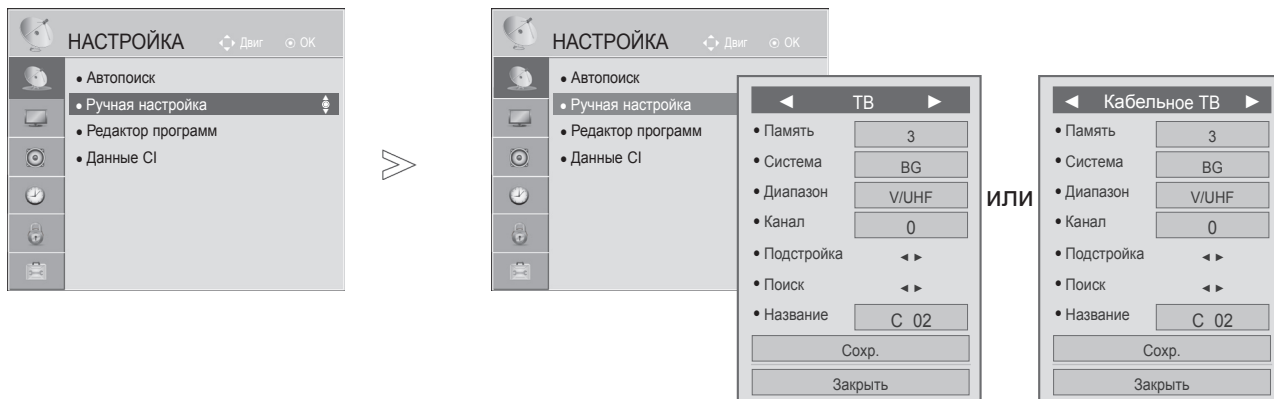 НАСТРОЙКА Двиг ОК
• Автопоиск
• Ручная настройка
• Редактор программ
• Данные CI
НАСТРОЙКА Двиг ОК
• Автопоиск
• Ручная настройка
• Редактор программ
• Данные CI
◄ ТВ ►
• Память 3
• Система BG
• Диапазон V/UHF
• Канал 0
• Подстройка ◄ ►
• Поиск ◄ ►
• Название C 02
Сохр.
Закрыть
или
◄ Кабельное ТВ ►
• Память 3
• Система BG
• Диапазон V/UHF
• Канал 0
• Подстройка ◄ ►
• Поиск ◄ ►
• Название C 02
Сохр.
Закрыть